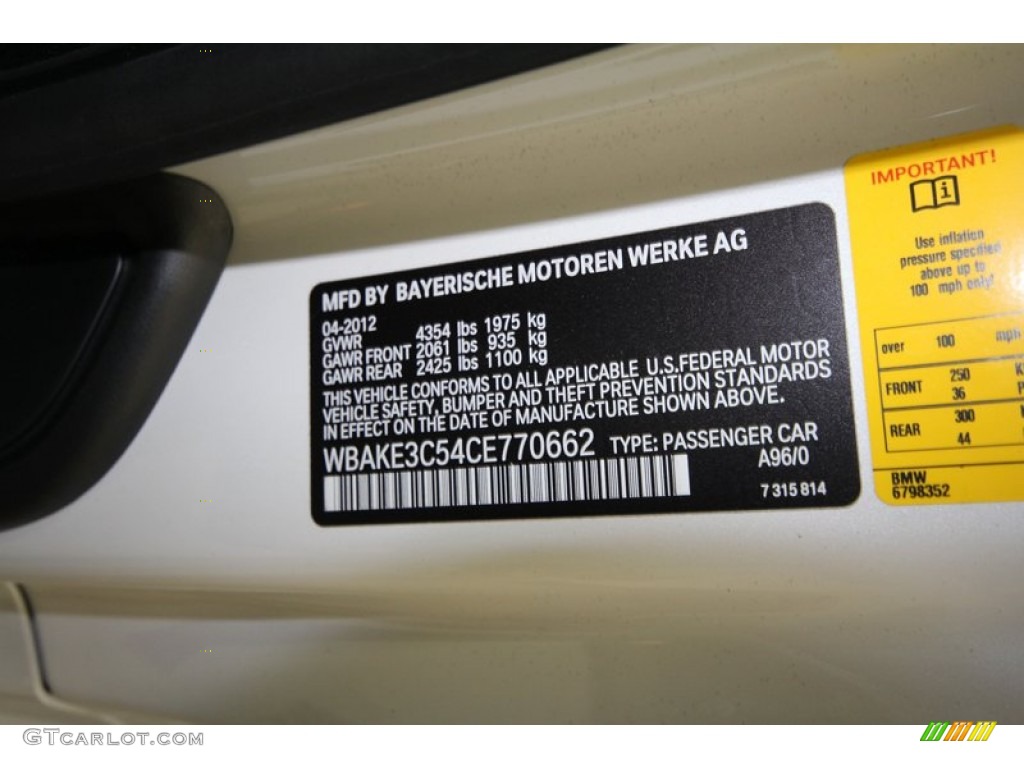 MFD BY BAYERISCHE MOTOREN WERKE AG
04-2012
GVWR 4354 lbs 1975 kg
GAWR FRONT 2061 lbs 935 kg
GAWR REAR 2425 lbs 1100 kg
THIS VEHICLE CONFORMS TO ALL APPLICABLE U.S.FEDERAL MOTOR
VEHICLE SAFETY, BUMPER AND THEFT PREVENTION STANDARDS
IN EFFECT ON THE DATE OF MANUFACTURE SHOWN ABOVE.
WBAKE3C54CE770662 TYPE: PASSENGER CAR
A96/0
7 315 814
IMPORTANT!
i
Use inflation
pressure specified
above up to
100 mph only!
over 100 mph
FRONT 250
36
REAR 300
44
BMW
6798352
GTCARLOT.COM